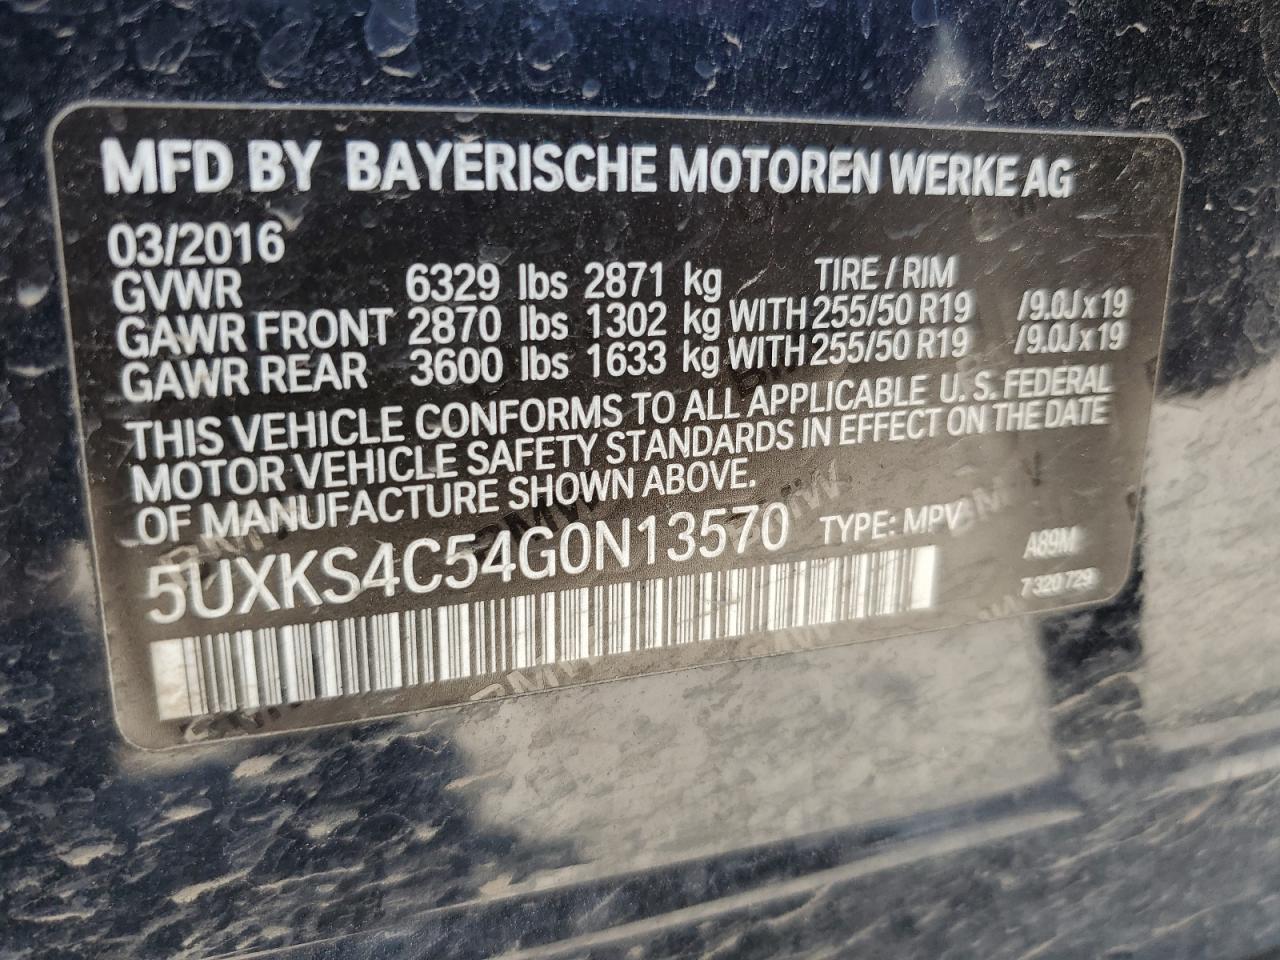 MFD BY BAYERISCHE MOTOREN WERKE AG
03/2016
TIRE / RIM
GVWR 6329 lbs 2871 kg
GAWR FRONT 2870 lbs 1302 kg WITH 255/50 R19 /9.0J x 19
GAWR REAR 3600 lbs 1633 kg WITH 255/50 R19 /9.0J x 19
THIS VEHICLE CONFORMS TO ALL APPLICABLE U.S. FEDERAL
MOTOR VEHICLE SAFETY STANDARDS IN EFFECT ON THE DATE
OF MANUFACTURE SHOWN ABOVE.
5UXKS4C54G0N13570 TYPE: MPV
A89M
7 320 729